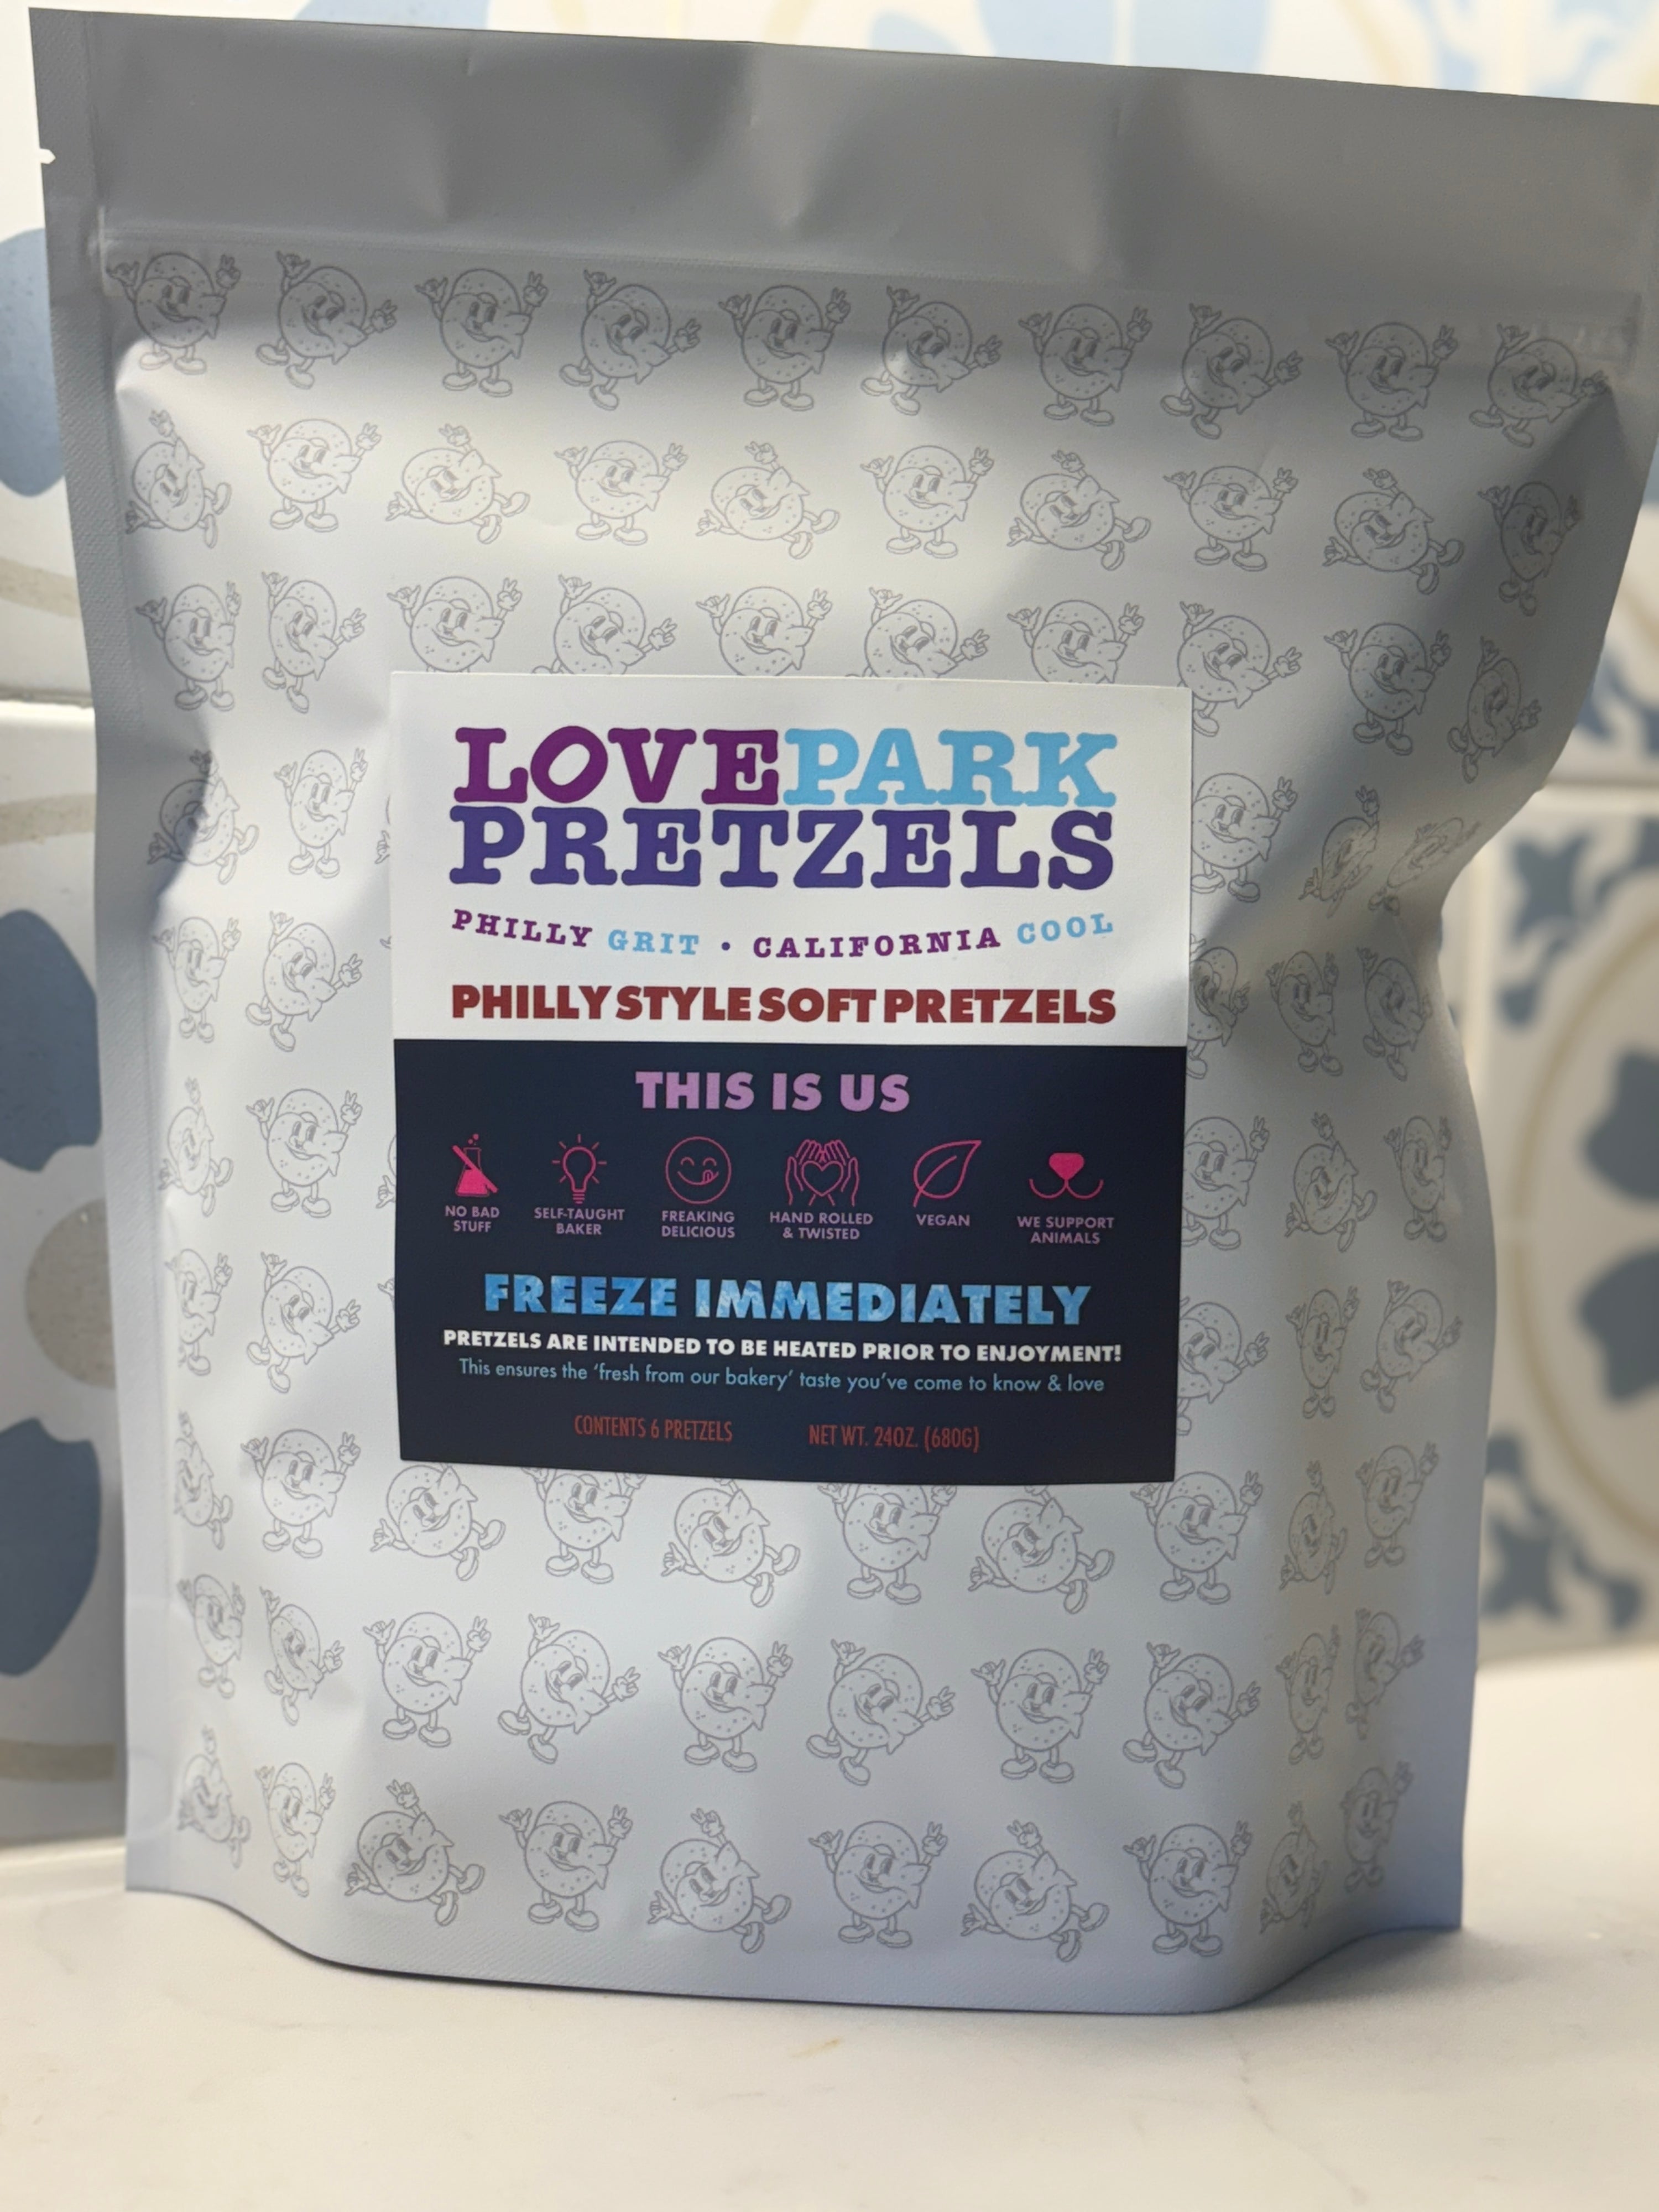 LOVEPARK
PRETZELS
PHILLY GRIT • CALIFORNIA COOL
PHILLY STYLE SOFT PRETZELS
THIS IS US
NO BAD
STUFF
SELF-TAUGHT
BAKER
FREAKING
DELICIOUS
HAND ROLLED
& TWISTED
VEGAN
WE SUPPORT
ANIMALS
FREEZE IMMEDIATELY
PRETZELS ARE INTENDED TO BE HEATED PRIOR TO ENJOYMENT!
This ensures the 'fresh from our bakery' taste you've come to know & love
CONTENTS 6 PRETZELS NET WT. 24OZ. (680G)